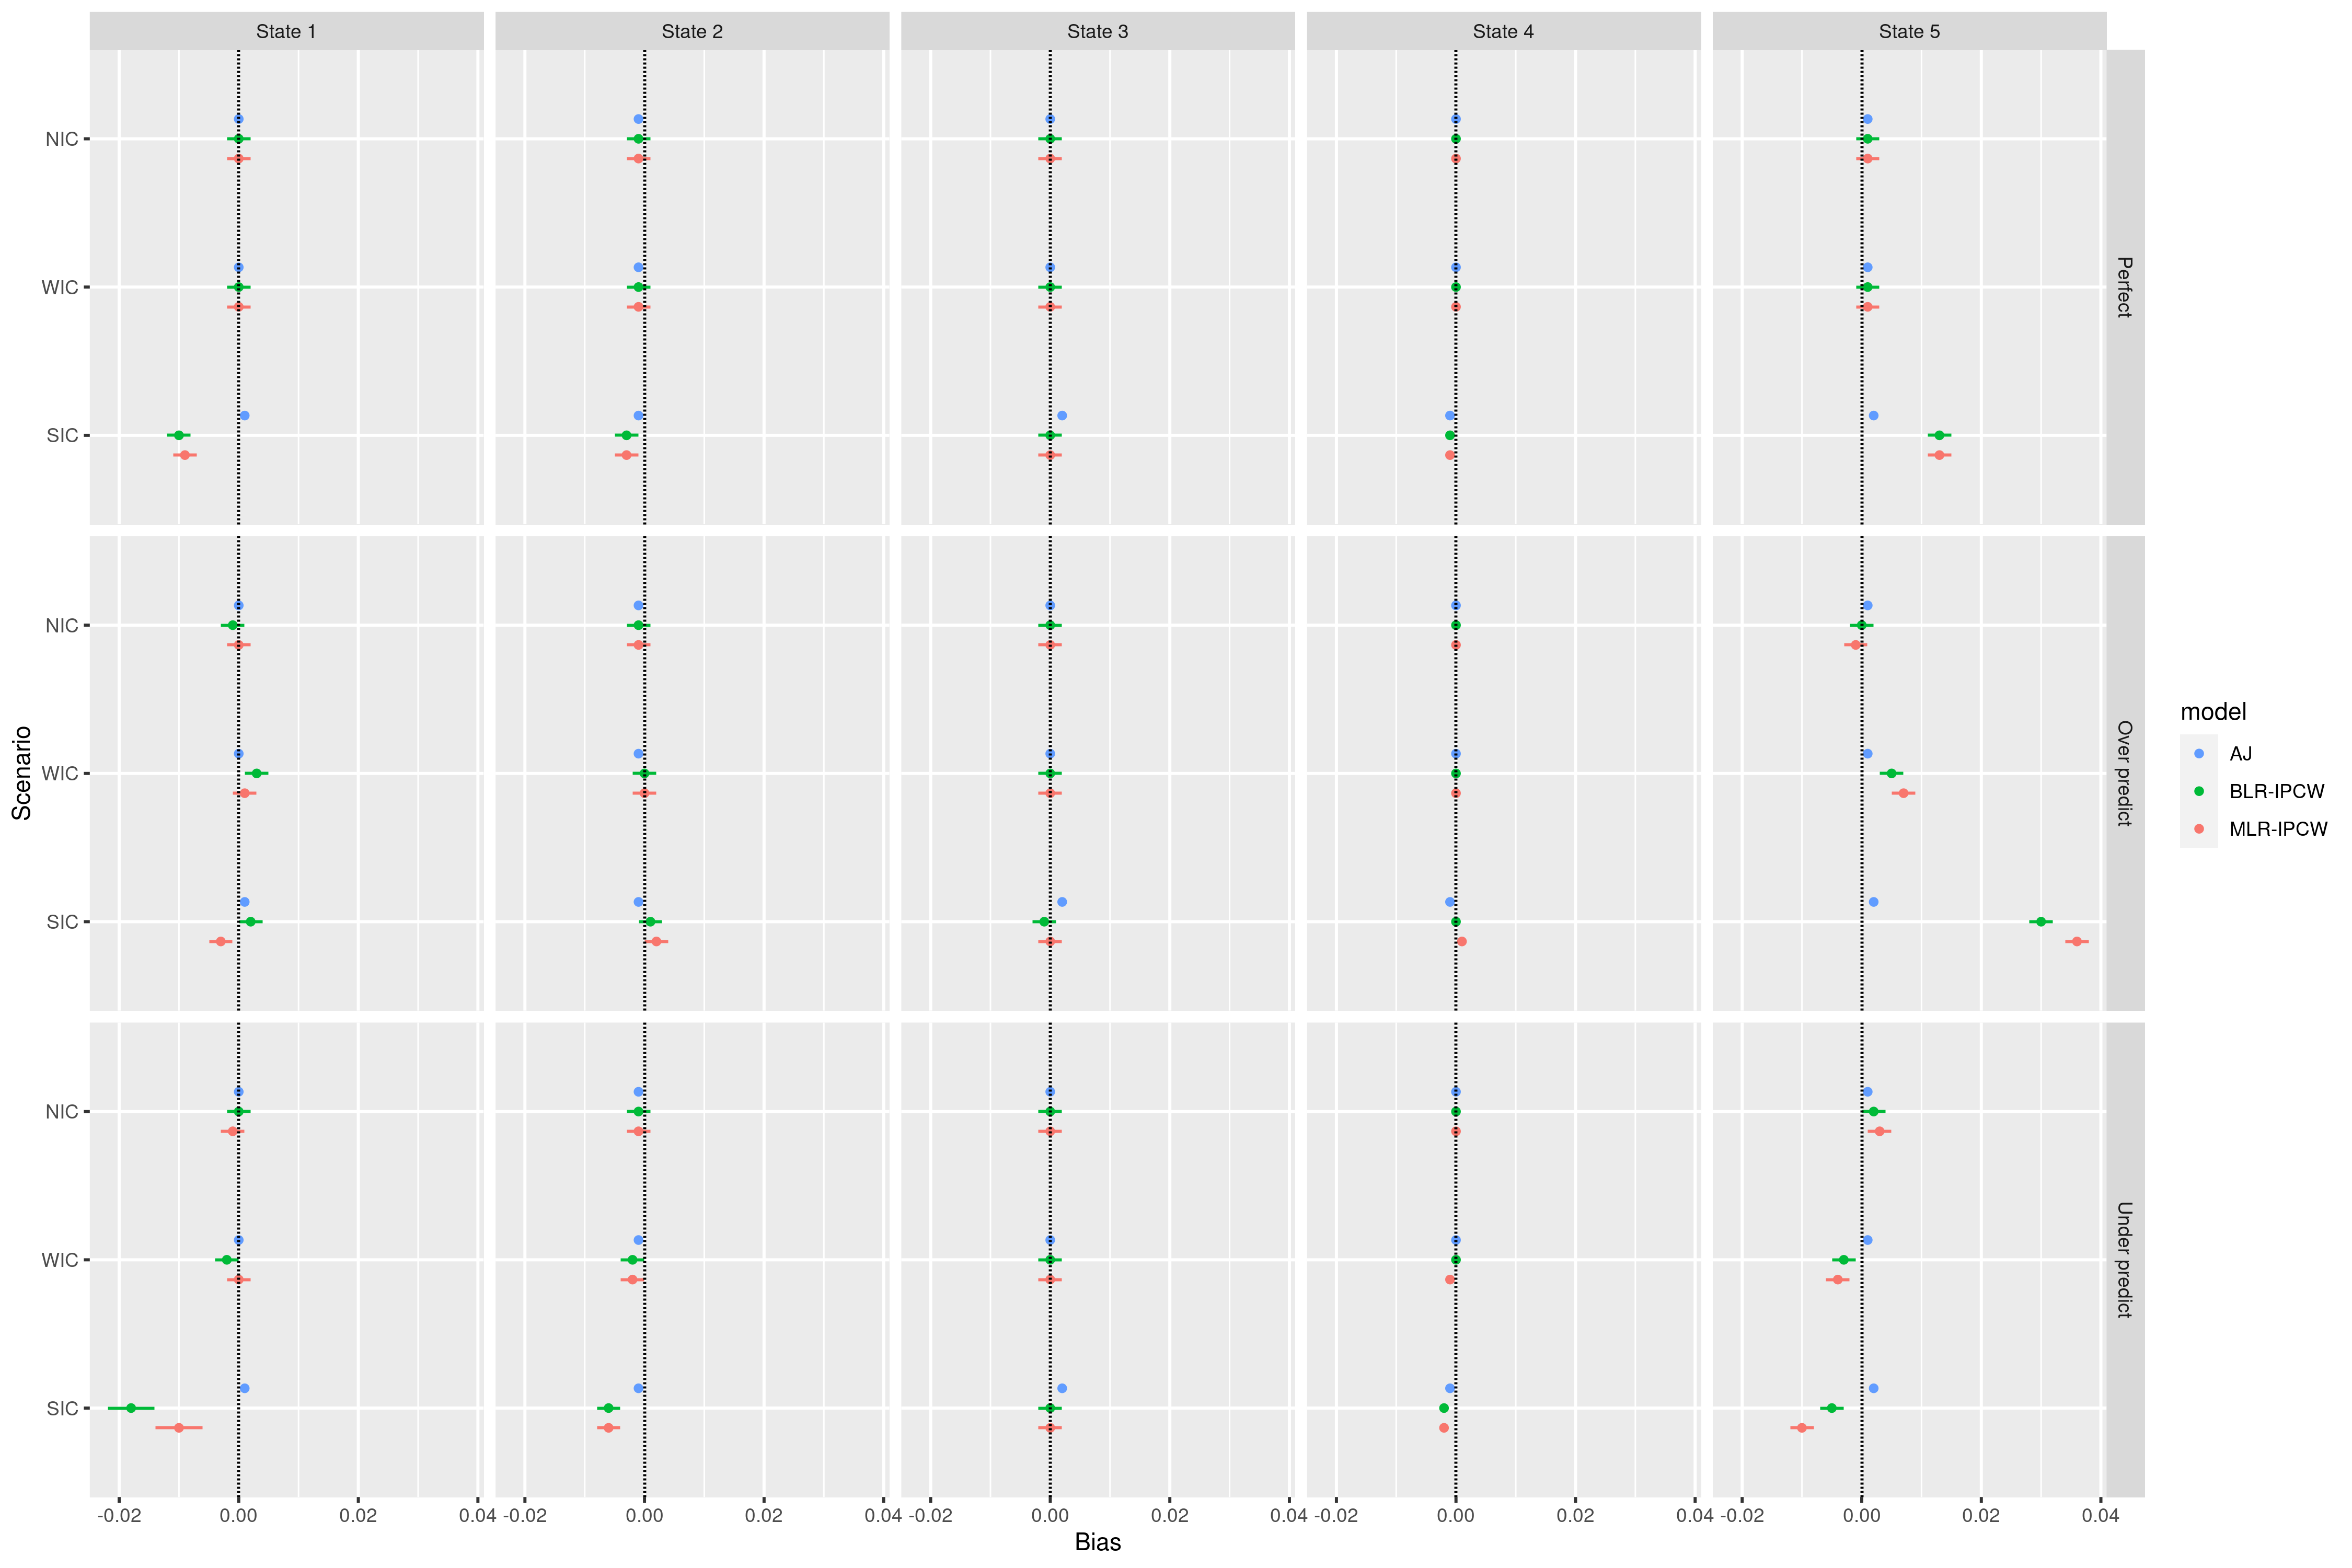 State 1 State 2 State 3 State 4 State 5
NIC
WIC
SIC
Perfect
NIC
WIC
SIC
Over predict
NIC
WIC
SIC
Under predict
Scenario
-0.02 0.00 0.02 0.04 -0.02 0.00 0.02 0.04 -0.02 0.00 0.02 0.04 -0.02 0.00 0.02 0.04 -0.02 0.00 0.02 0.04
Bias
model
AJ
BLR-IPCW
MLR-IPCW